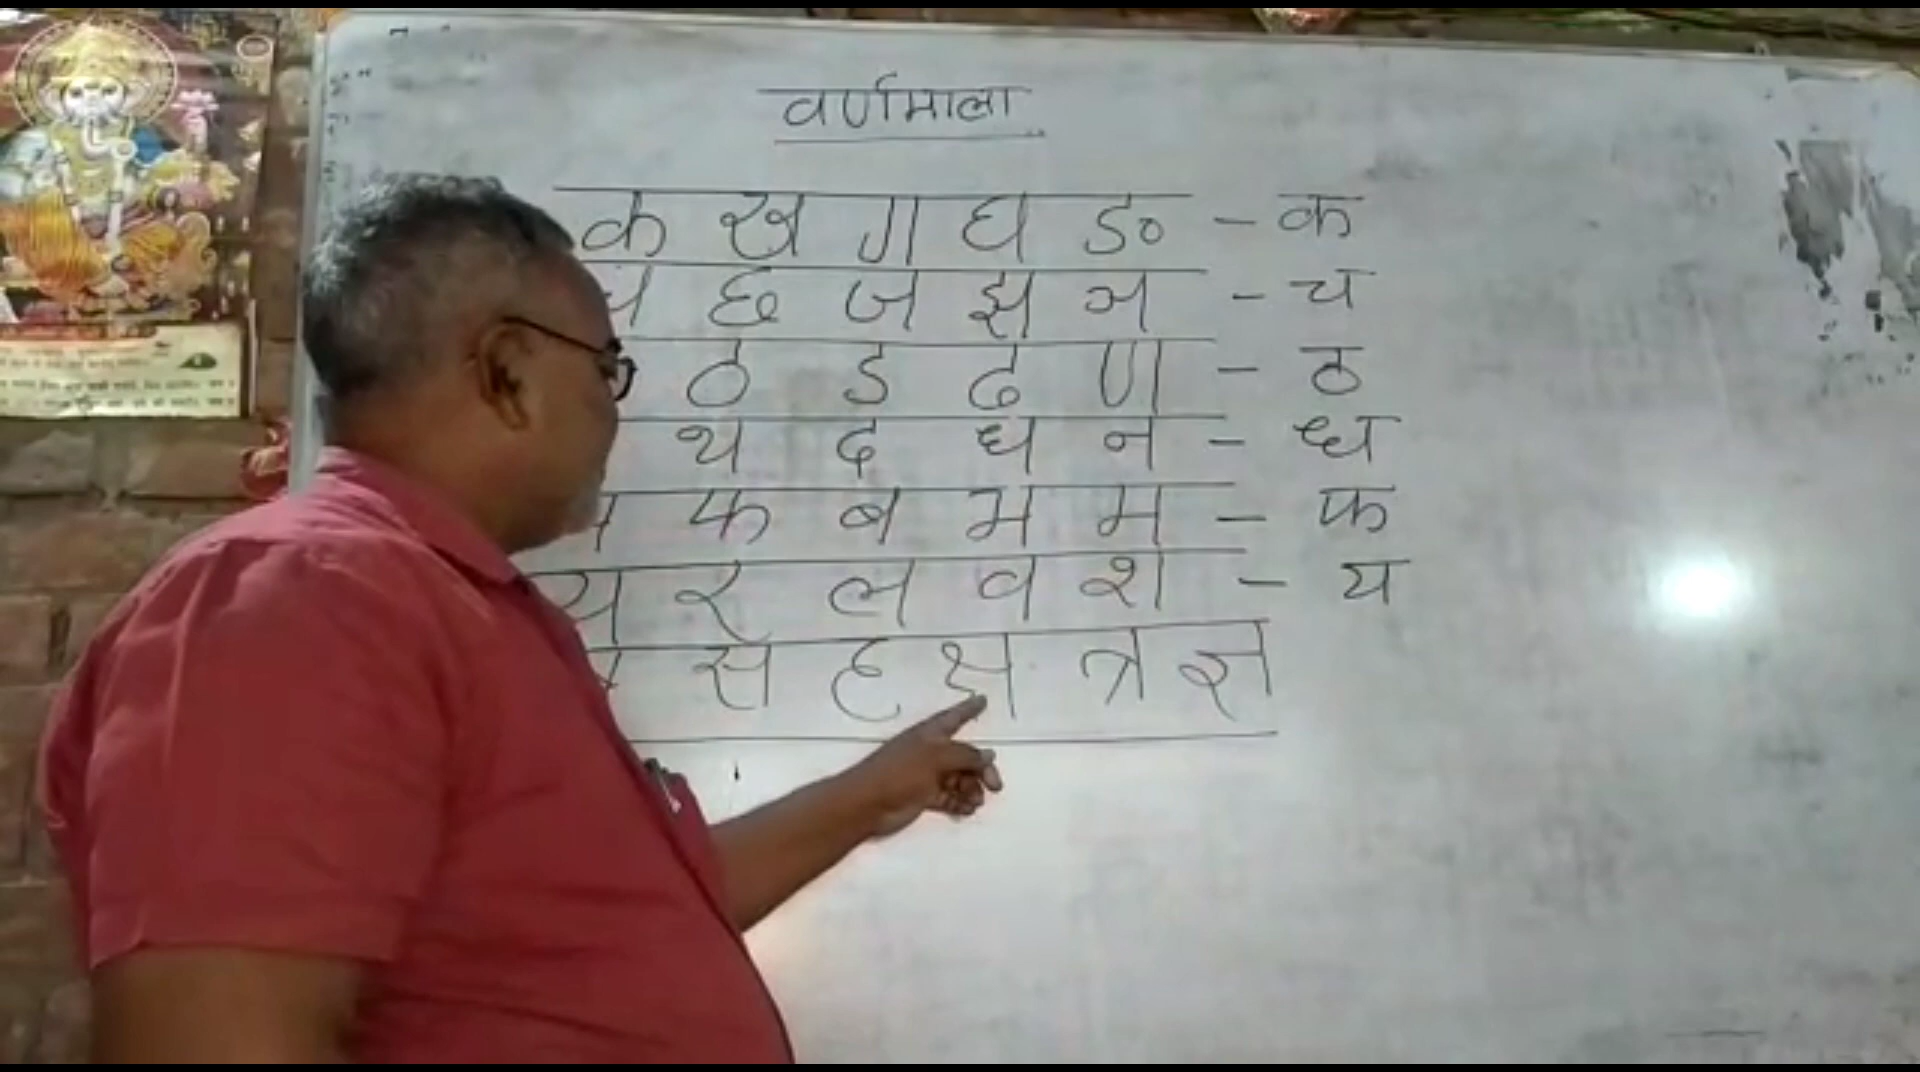 वर्णमाला
क ख ग घ ङ - क
च छ ज झ ञ - च
ठ ड ढ ण - ठ
थ द ध न - ध
प फ ब भ म - फ
य र ल व श - य
ष स ह क्ष त्र ज्ञ